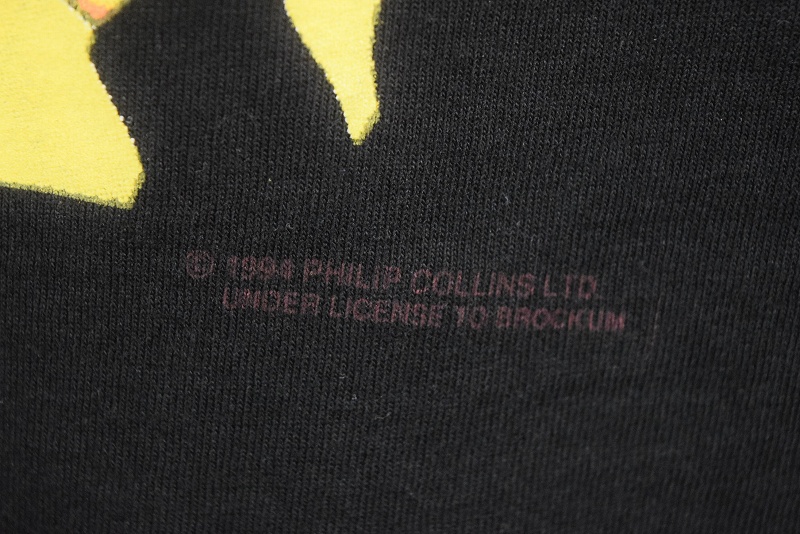 © 1994 PHILIP COLLINS LTD.
UNDER LICENSE TO BROCKUM